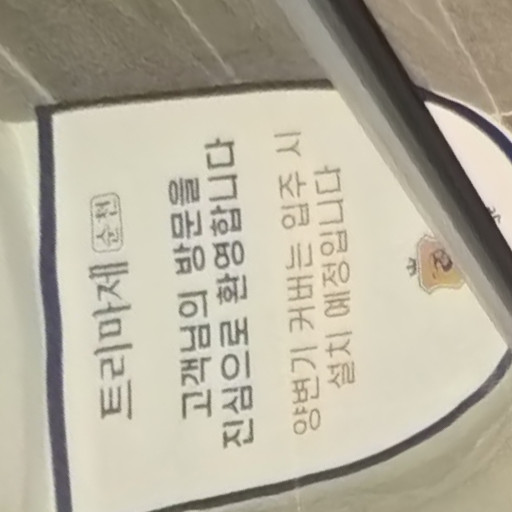 트리마제 순천
고객님의 방문을
진심으로 환영합니다
양변기 커버는 입주 시
설치 예정입니다